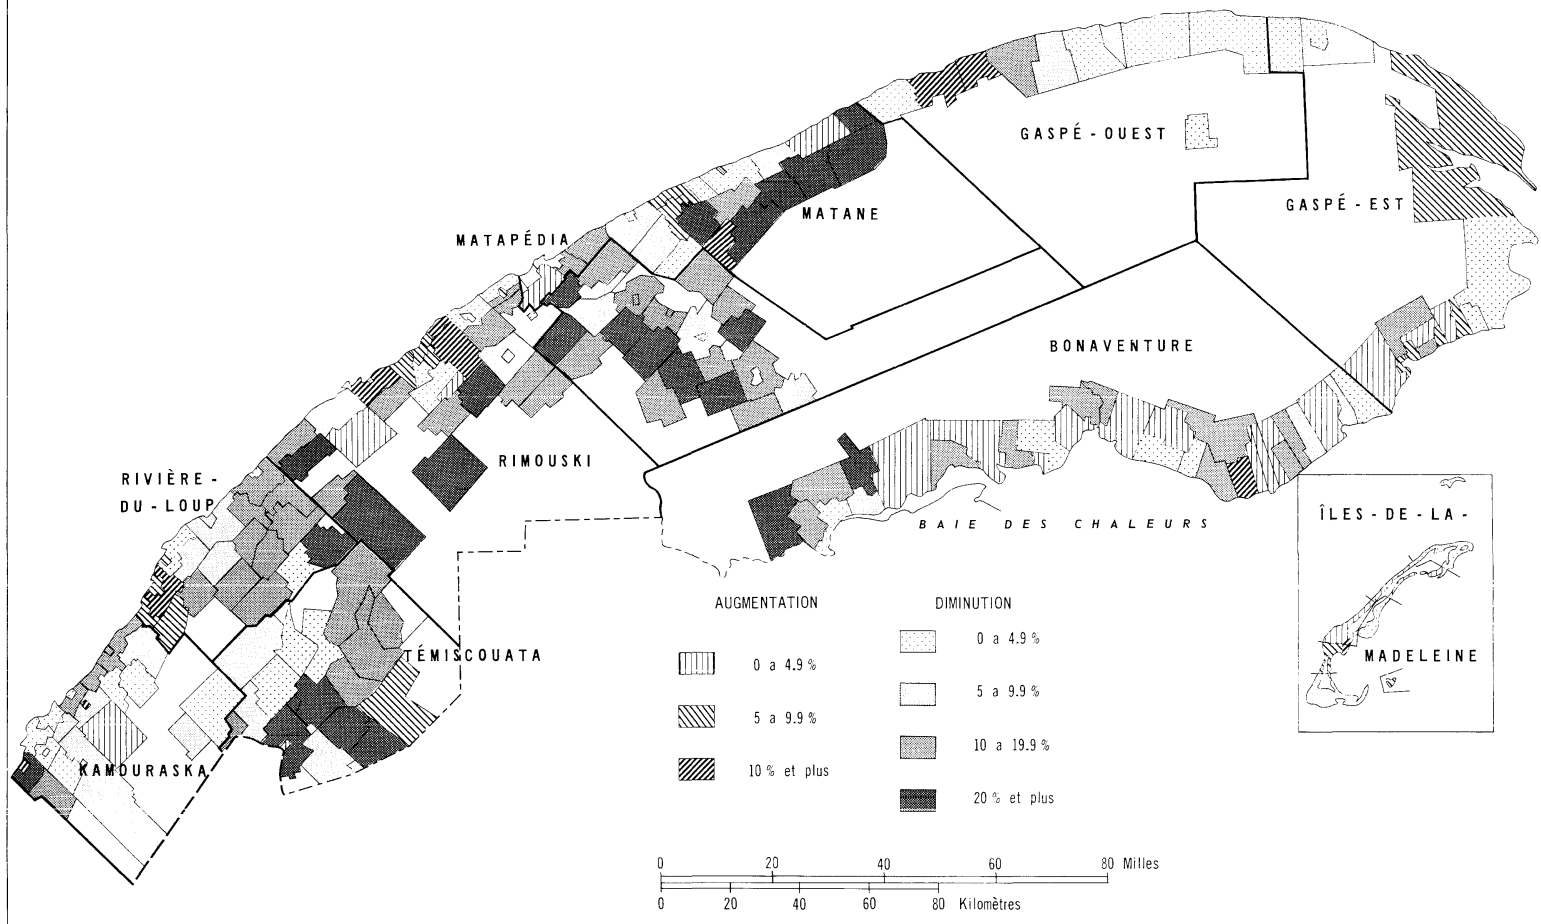 GASPÉ - OUEST
GASPÉ - EST
MATANE
MATAPÉDIA
BONAVENTURE
RIMOUSKI
RIVIÈRE -
DU - LOUP
BAIE DES CHALEURS
ÎLES - DE - LA -
MADELEINE
TÉMISCOUATA
KAMOURASKA
AUGMENTATION
0 a 4.9 %
5 a 9.9 %
10 % et plus
DIMINUTION
0 a 4.9 %
5 a 9.9 %
10 a 19.9 %
20 % et plus
0 20 40 60 80 Milles
0 20 40 60 80 Kilomètres